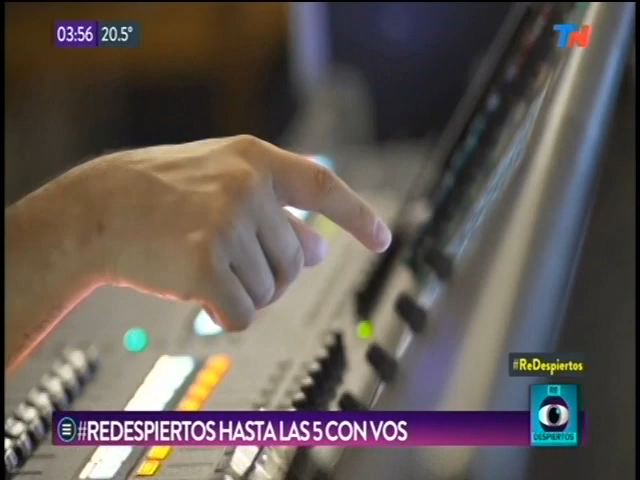 03:56 20.5°
TN
#ReDespiertos
RE
DESPIERTOS
#REDESPIERTOS HASTA LAS 5 CON VOS